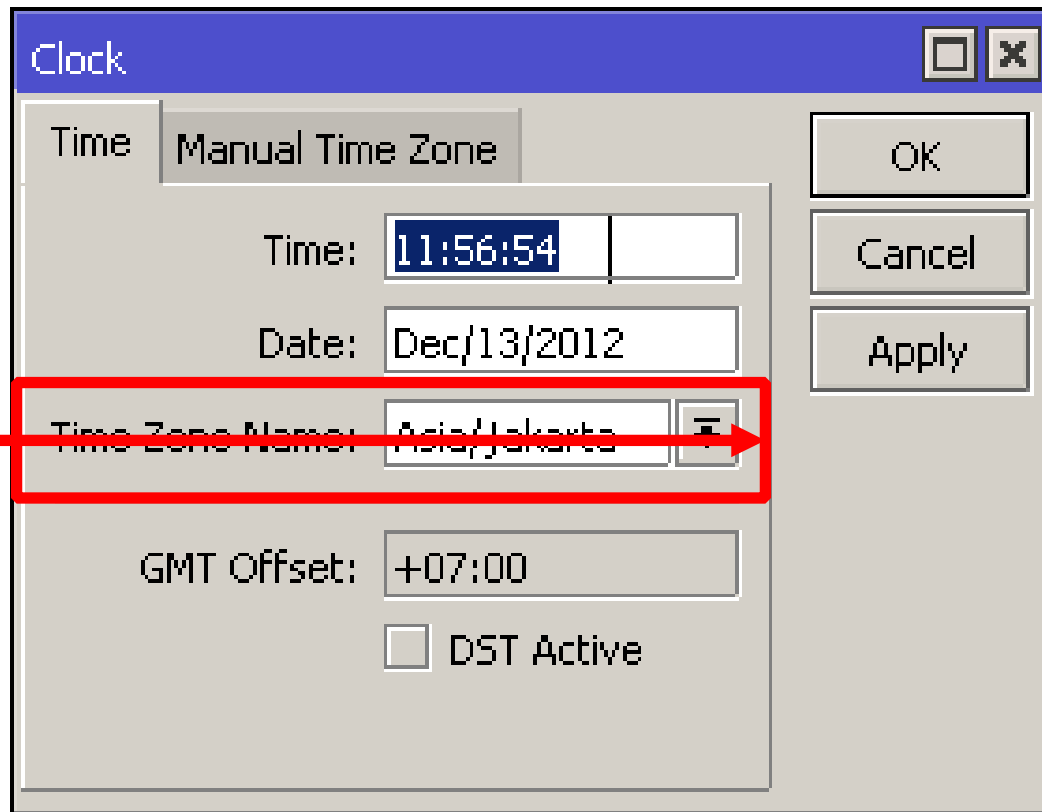 Clock
Time
Manual Time Zone
OK
Time: 11:56:54
Cancel
Date: Dec/13/2012
Apply
Time Zone Name: Asia/Jakarta
GMT Offset: +07:00
DST Active